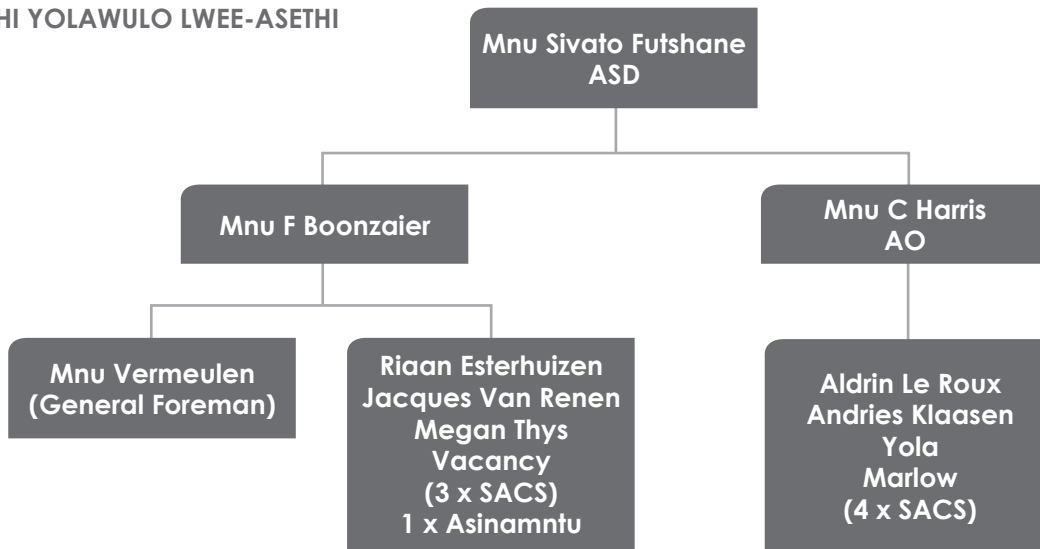 YOLAWULO LWEE-ASETHI
Mnu Sivato Futshane
ASD
Mnu F Boonzaier
Mnu C Harris
AO
Mnu Vermeulen
(General Foreman)
Riaan Esterhuizen
Jacques Van Renen
Megan Thys
Vacancy
(3 x SACS)
1 x Asinamntu
Aldrin Le Roux
Andries Klaasen
Yola
Marlow
(4 x SACS)